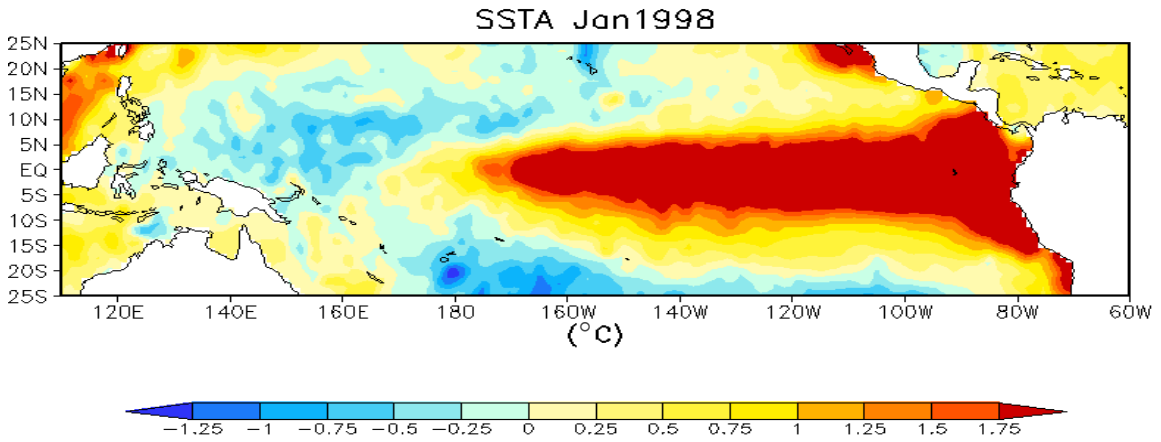 SSTA Jan1998
25N
20N
15N
10N
5N
EQ
5S
10S
15S
20S
25S
120E 140E 160E 180 160W 140W 120W 100W 80W 60W
(°C)
−1.25 −1 −0.75 −0.5 −0.25 0 0.25 0.5 0.75 1 1.25 1.5 1.75